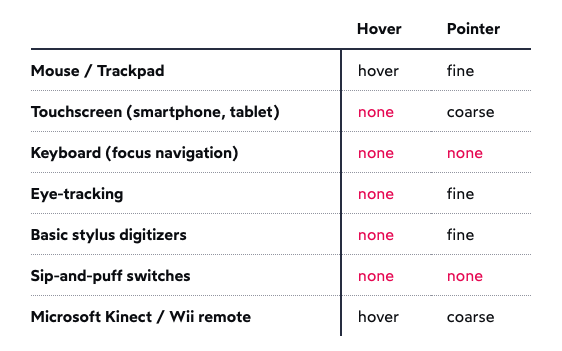 Hover Pointer
Mouse / Trackpad hover fine
Touchscreen (smartphone, tablet) none coarse
Keyboard (focus navigation) none none
Eye-tracking none fine
Basic stylus digitizers none fine
Sip-and-puff switches none none
Microsoft Kinect / Wii remote hover coarse